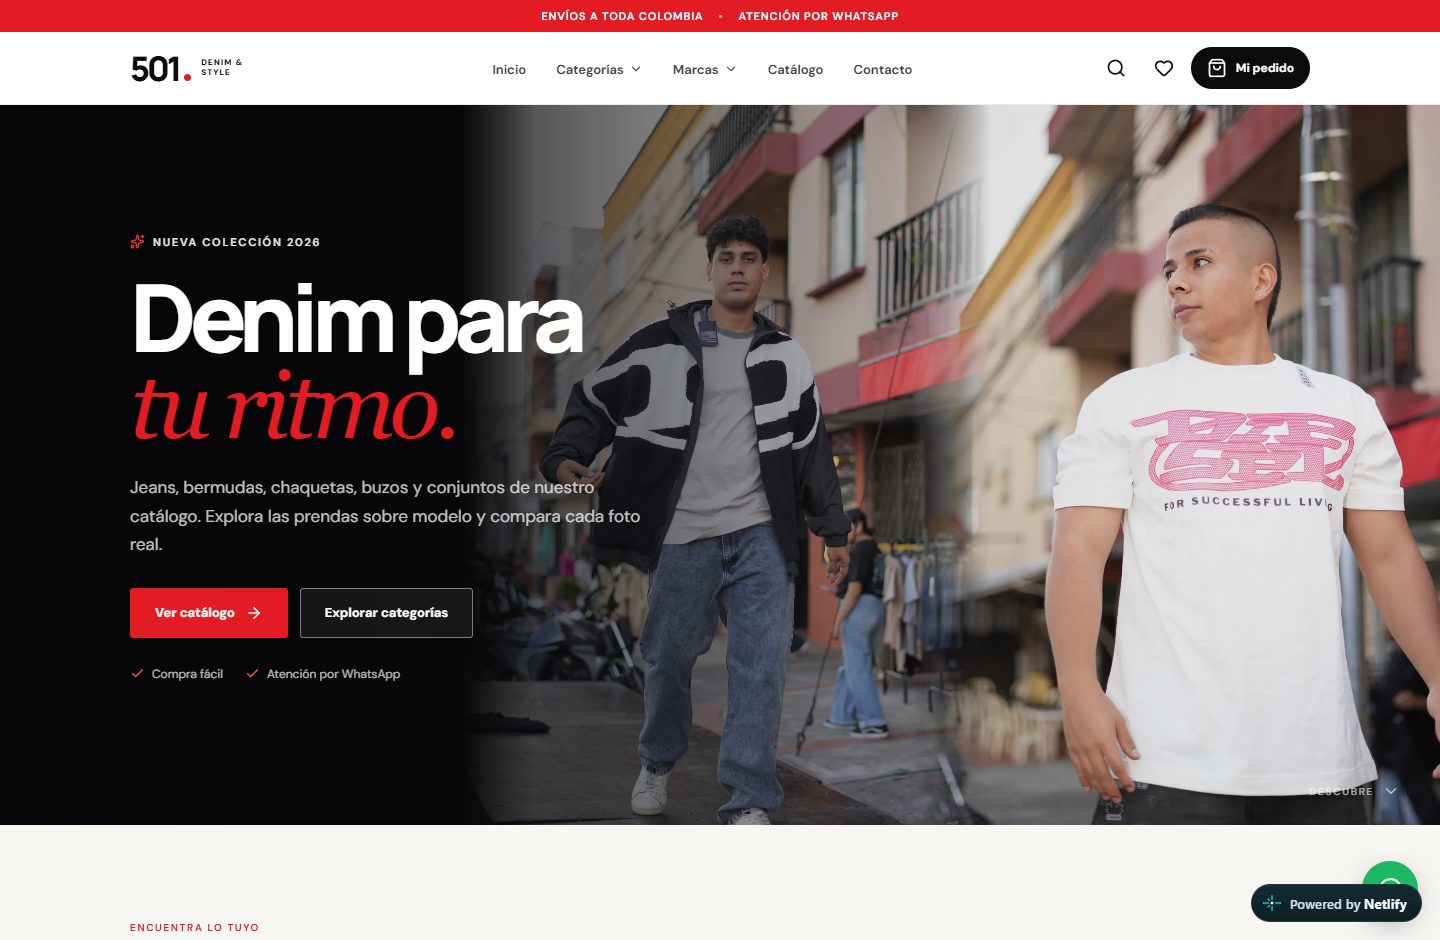 ENVÍOS A TODA COLOMBIA • ATENCIÓN POR WHATSAPP
501. DENIM &
STYLE
Inicio Categorías Marcas Catálogo Contacto Mi pedido
NUEVA COLECCIÓN 2026
Denim para
tu ritmo.
Jeans, bermudas, chaquetas, buzos y conjuntos de nuestro
catálogo. Explora las prendas sobre modelo y compara cada foto
real.
Ver catálogo Explorar categorías
Compra fácil Atención por WhatsApp
FOR SUCCESSFUL LIVING
DESCUBRE
Powered by Netlify
ENCUENTRA LO TUYO